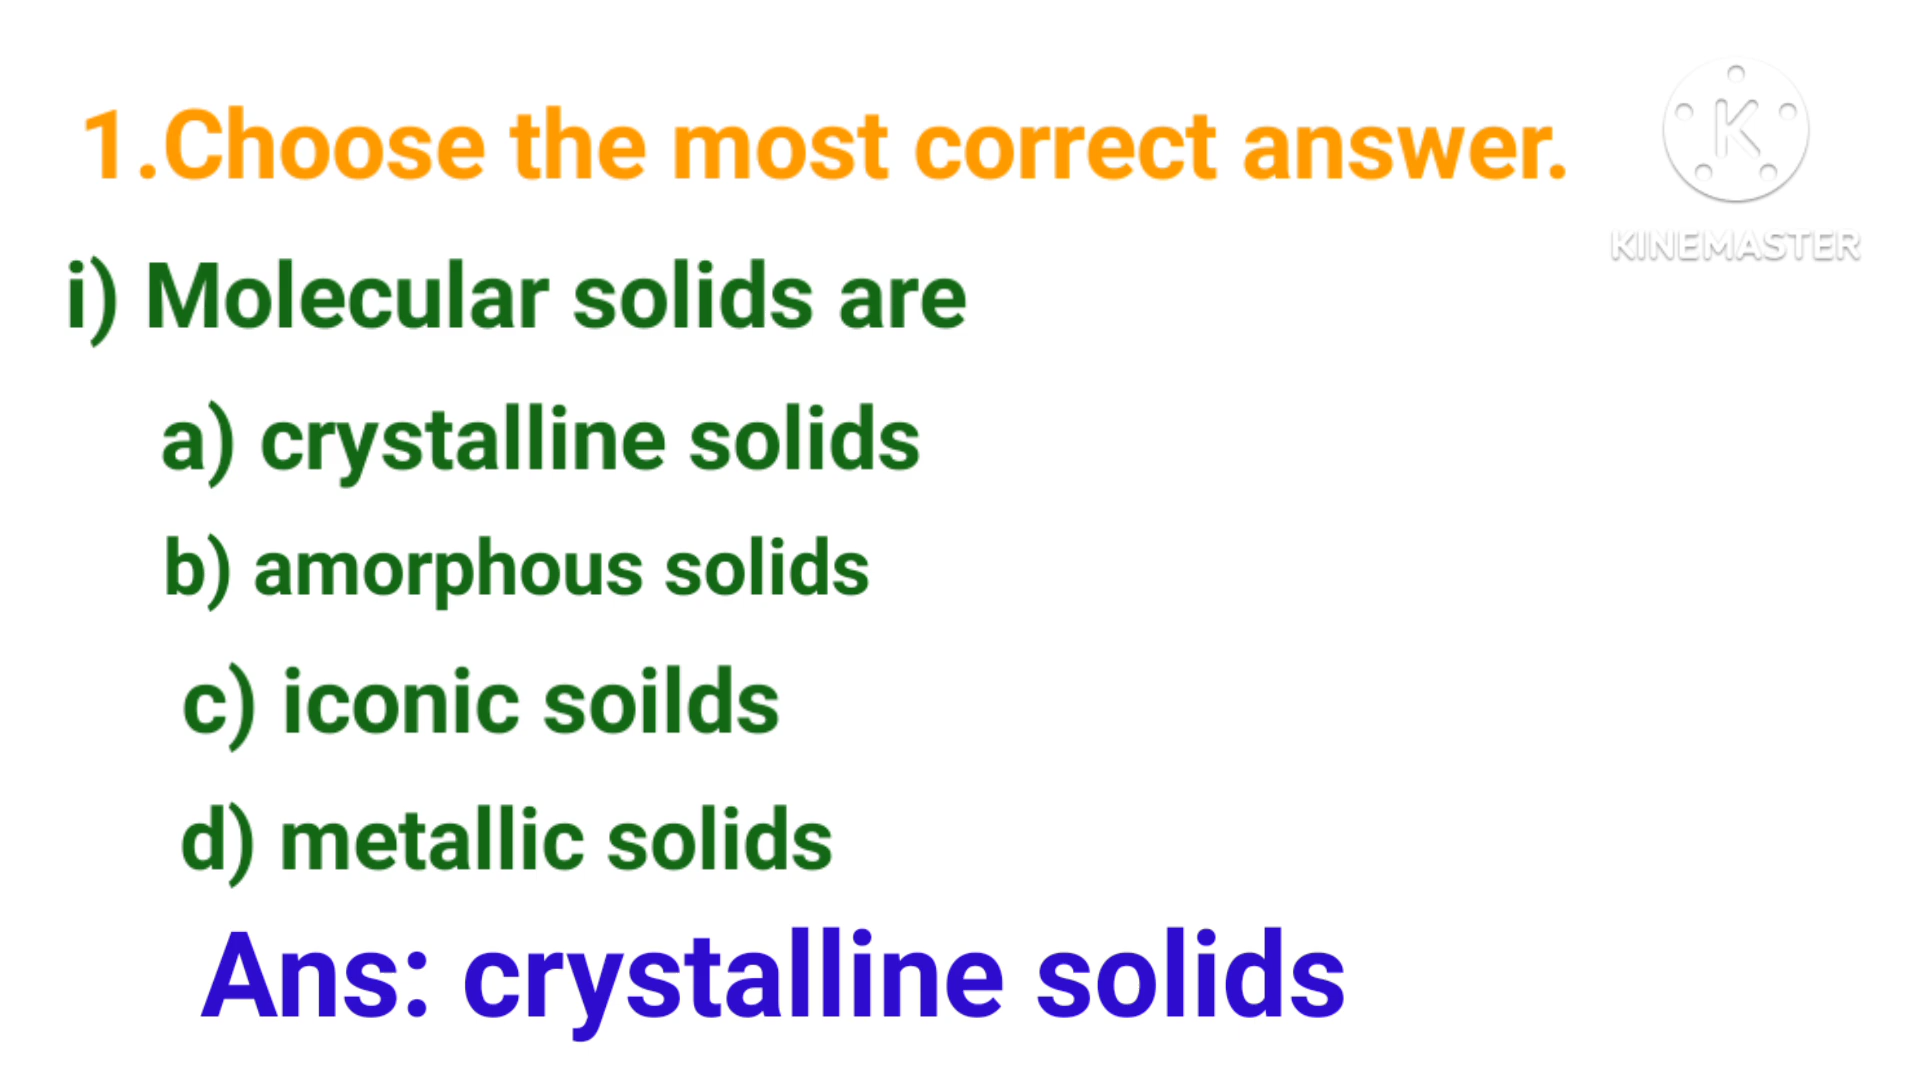 1.Choose the most correct answer.
K
KINEMASTER
i) Molecular solids are
a) crystalline solids
b) amorphous solids
c) iconic soilds
d) metallic solids
Ans: crystalline solids